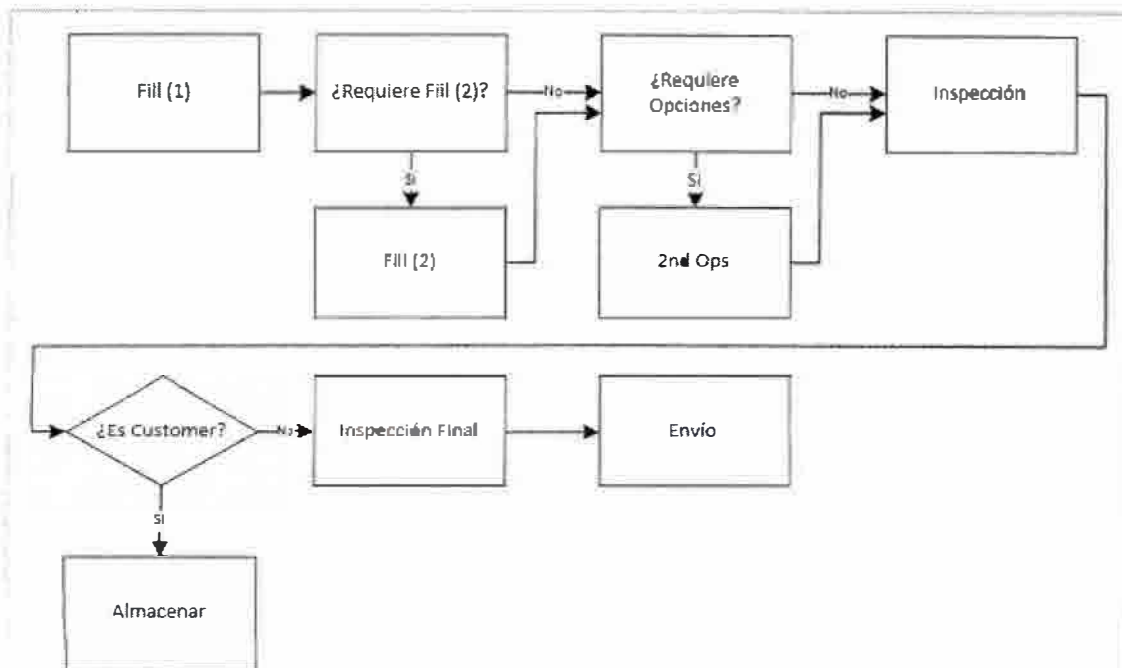 Fill (1)
¿Requiere Fill (2)?
No
¿Requiere
Opciones?
No
Inspección
Si
Si
Fill (2)
2nd Ops
¿Es Customer?
No
Inspección Final
Envío
Si
Almacenar